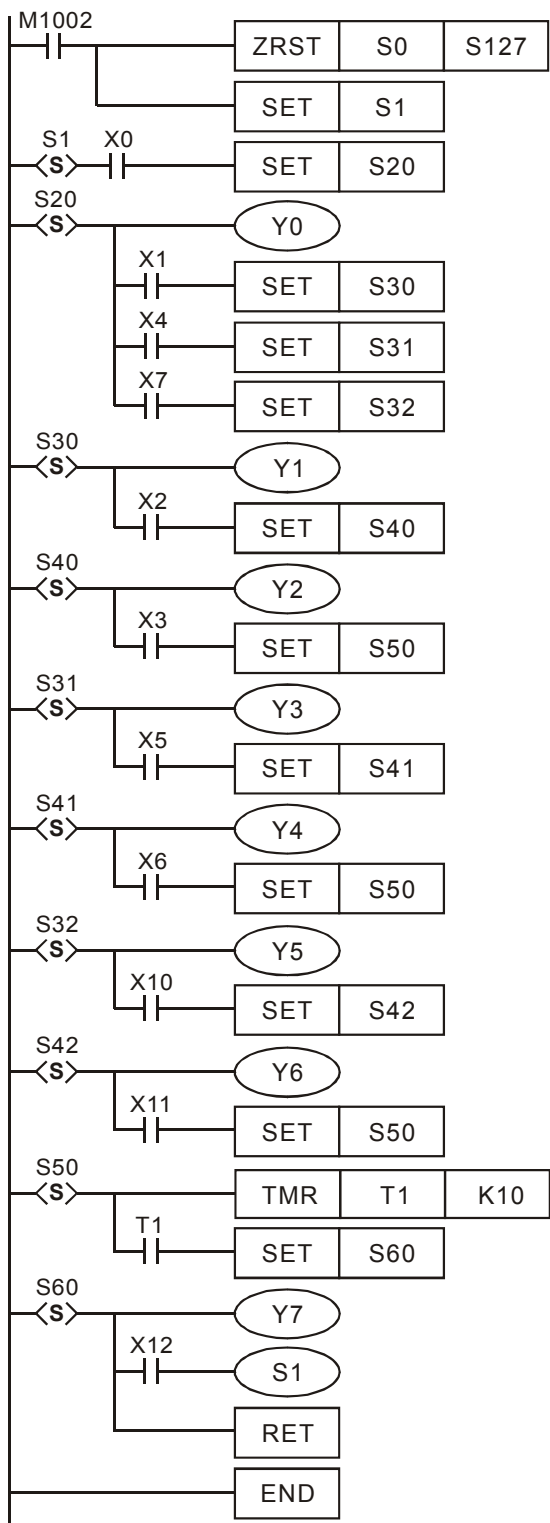 M1002
ZRST S0 S127
SET S1
S1 X0
S SET S20
S20
S Y0
X1
SET S30
X4
SET S31
X7
SET S32
S30
S Y1
X2
SET S40
S40
S Y2
X3
SET S50
S31
S Y3
X5
SET S41
S41
S Y4
X6
SET S50
S32
S Y5
X10
SET S42
S42
S Y6
X11
SET S50
S50
S TMR T1 K10
T1
SET S60
S60
S Y7
X12
S1
RET
END